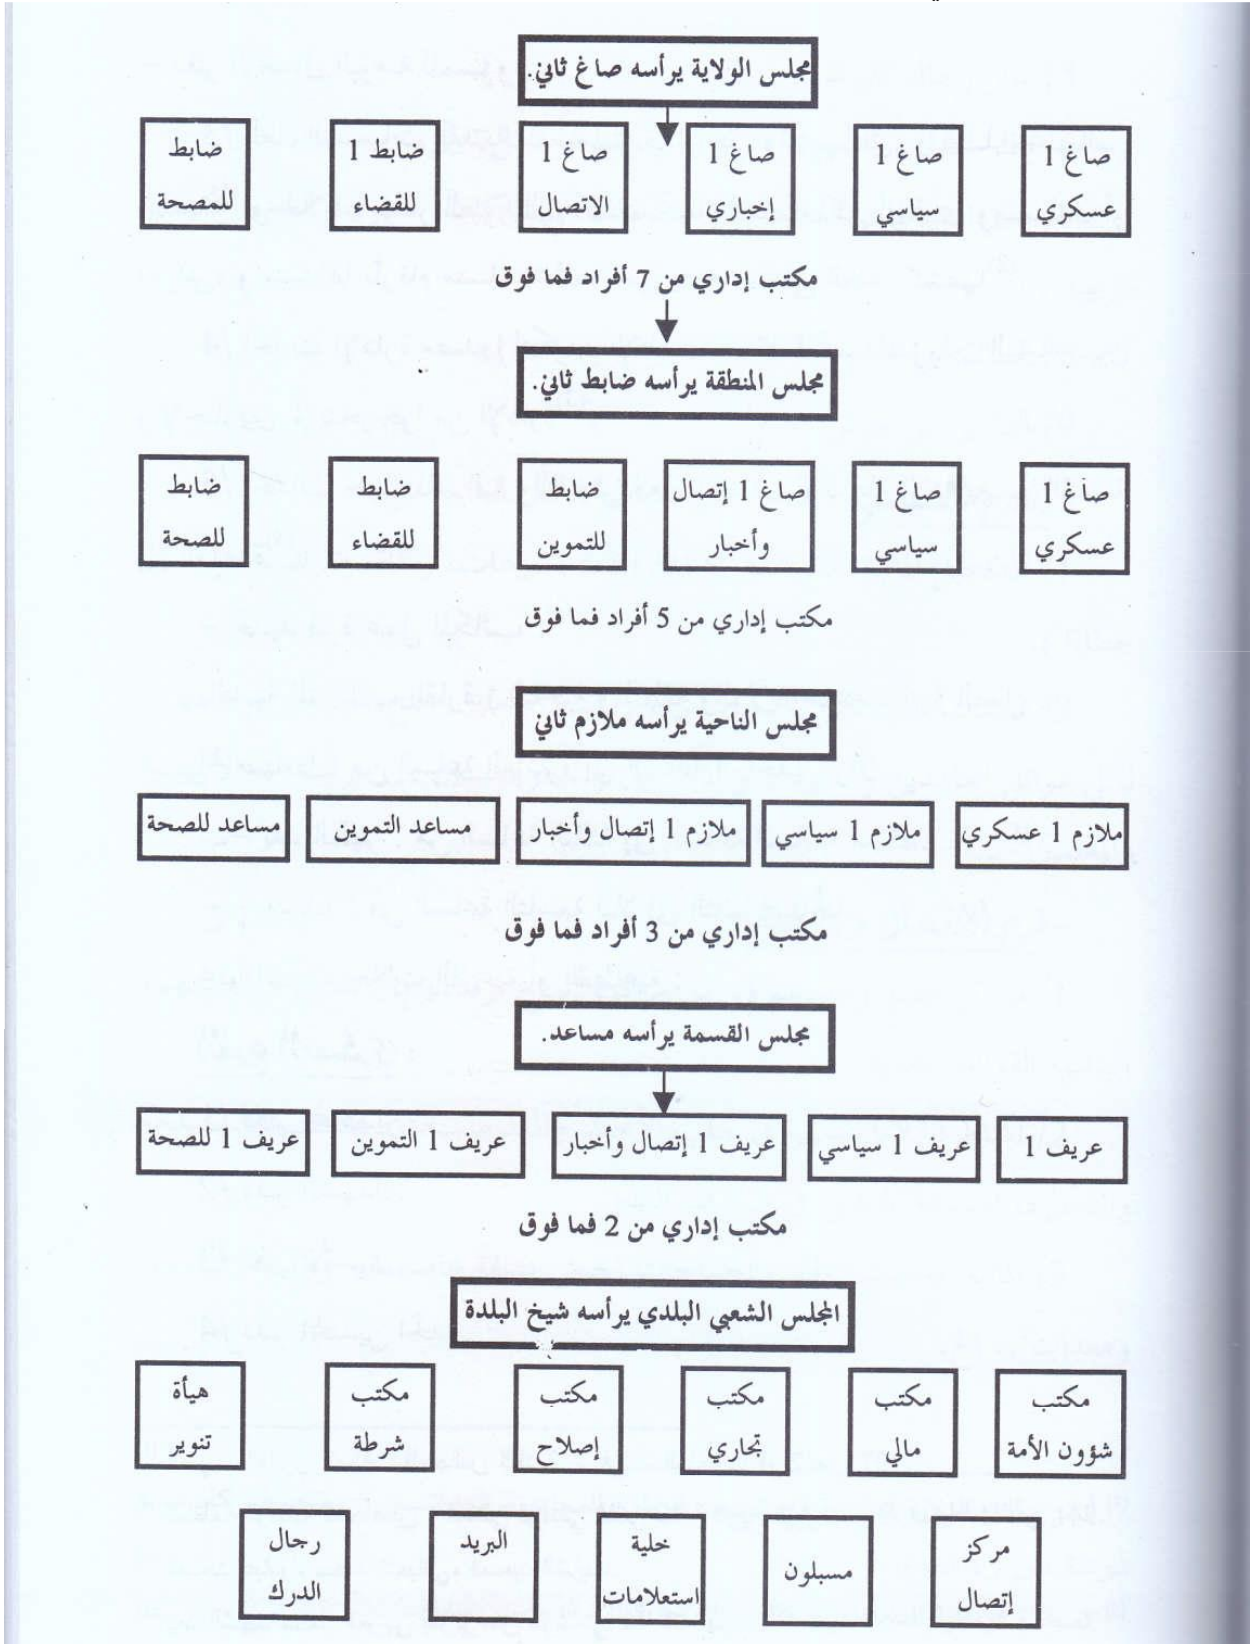 مجلس الولاية يرأسه صاغ ثاني.
صاغ 1 عسكري
صاغ 1 سياسي
صاغ 1 إخباري
صاغ 1 الاتصال
ضابط 1 للقضاء
ضابط للمصحة
مكتب إداري من 7 أفراد فما فوق
مجلس المنطقة يرأسه ضابط ثاني.
صاغ 1 عسكري
صاغ 1 سياسي
صاغ 1 إتصال وأخبار
ضابط للتموين
ضابط للقضاء
ضابط للصحة
مكتب إداري من 5 أفراد فما فوق
مجلس الناحية يرأسه ملازم ثاني
ملازم 1 عسكري
ملازم 1 سياسي
ملازم 1 إتصال وأخبار
مساعد التموين
مساعد للصحة
مكتب إداري من 3 أفراد فما فوق
مجلس القسمة يرأسه مساعد.
عريف 1
عريف 1 سياسي
عريف 1 إتصال وأخبار
عريف 1 التموين
عريف 1 للصحة
مكتب إداري من 2 فما فوق
المجلس الشعبي البلدي يرأسه شيخ البلدة
مكتب شؤون الأمة
مكتب مالي
مكتب تجاري
مكتب إصلاح
مكتب شرطة
هيأة تنوير
مركز إتصال
مسبلون
خلية استعلامات
البريد
رجال الدرك